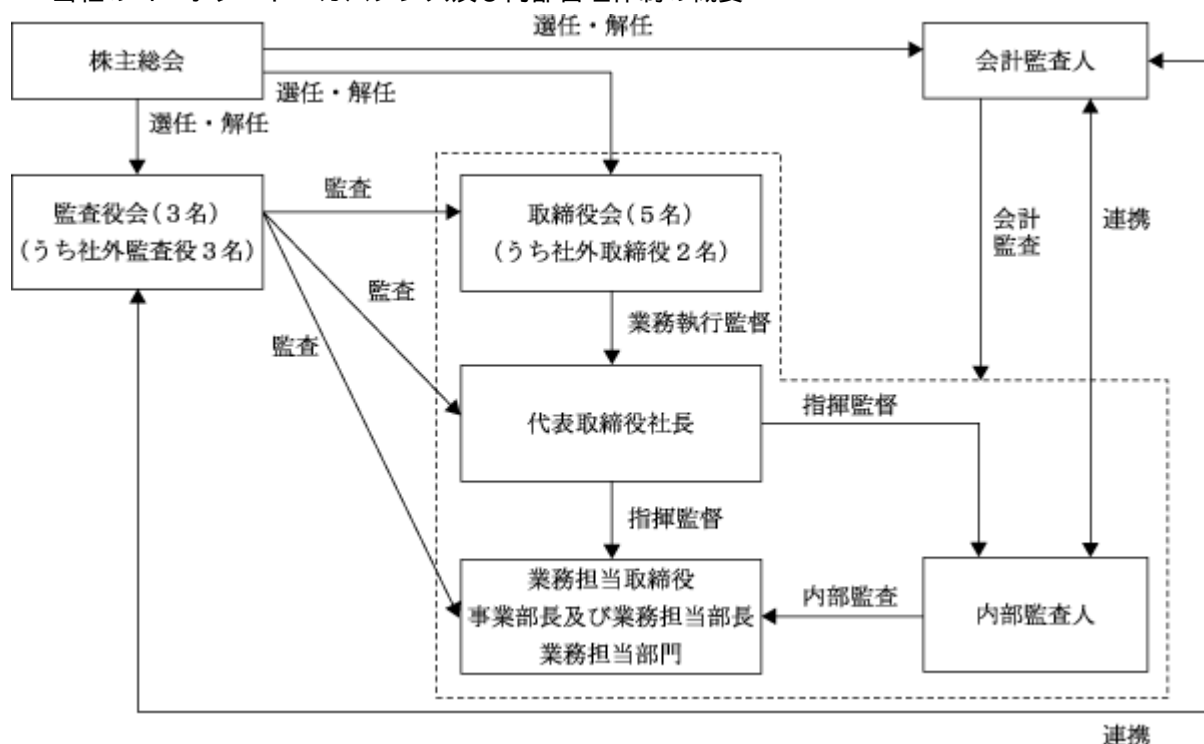 選任・解任
株主総会
会計監査人
選任・解任
選任・解任
監査役会(3名)
(うち社外監査役3名)
監査
取締役会(5名)
(うち社外取締役2名)
会計
監査
連携
監査
業務執行監督
監査
代表取締役社長
指揮監督
指揮監督
業務担当取締役
事業部長及び業務担当部長
業務担当部門
内部監査
内部監査人
連携